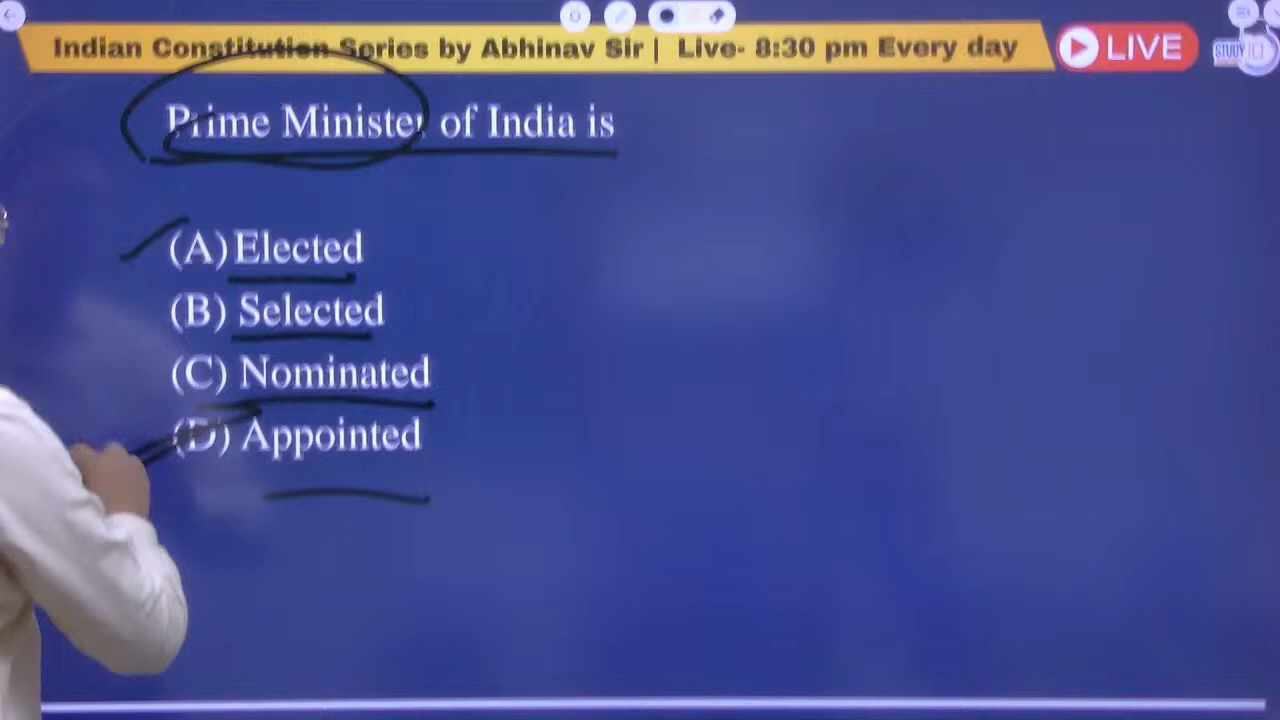 Indian Constitution Series by Abhinav Sir | Live- 8:30 pm Every day
LIVE
STUDY
Prime Minister of India is
(A) Elected
(B) Selected
(C) Nominated
(D) Appointed